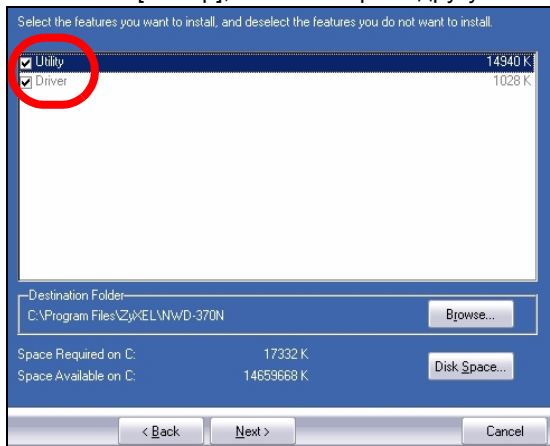 Select the features you want to install, and deselect the features you do not want to install.
Utility 14940 K
Driver 1028 K
Destination Folder
C:\Program Files\ZyXEL\NWD-370N
Browse...
Space Required on C: 17332 K
Space Available on C: 14659668 K
Disk Space...
< Back Next > Cancel